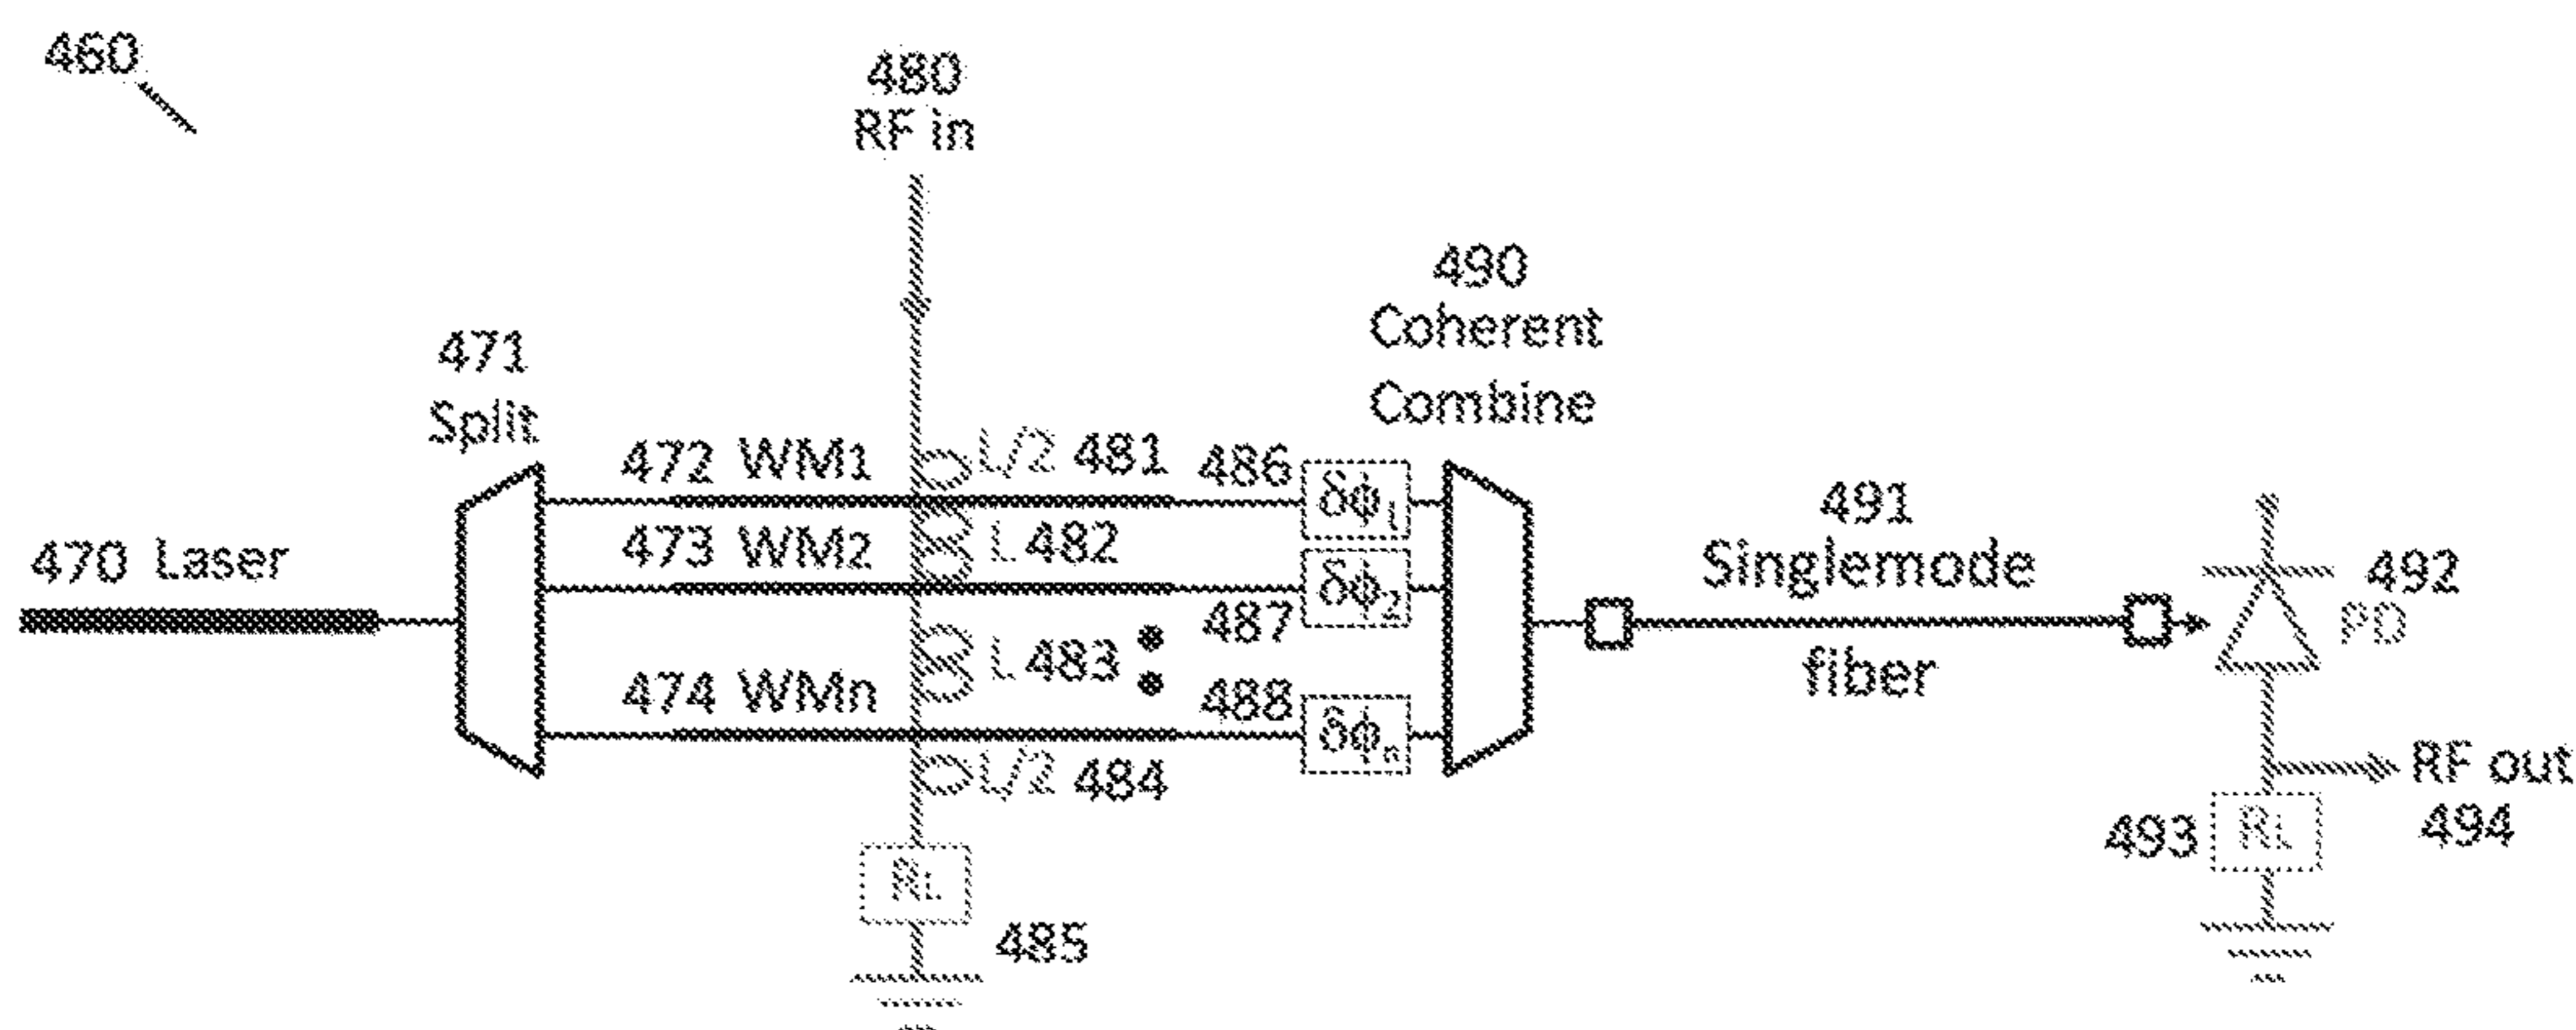 460
480
RF in
490
Coherent
Combine
471
Split
472 WM1
L/2 481
486
δϕ1
491
Singlemode
fiber
470 Laser
473 WM2
L 482
487
δϕ2
492
PD
474 WMn
L 483
488
δϕn
L/2 484
RL
485
RF out
494
493
RL